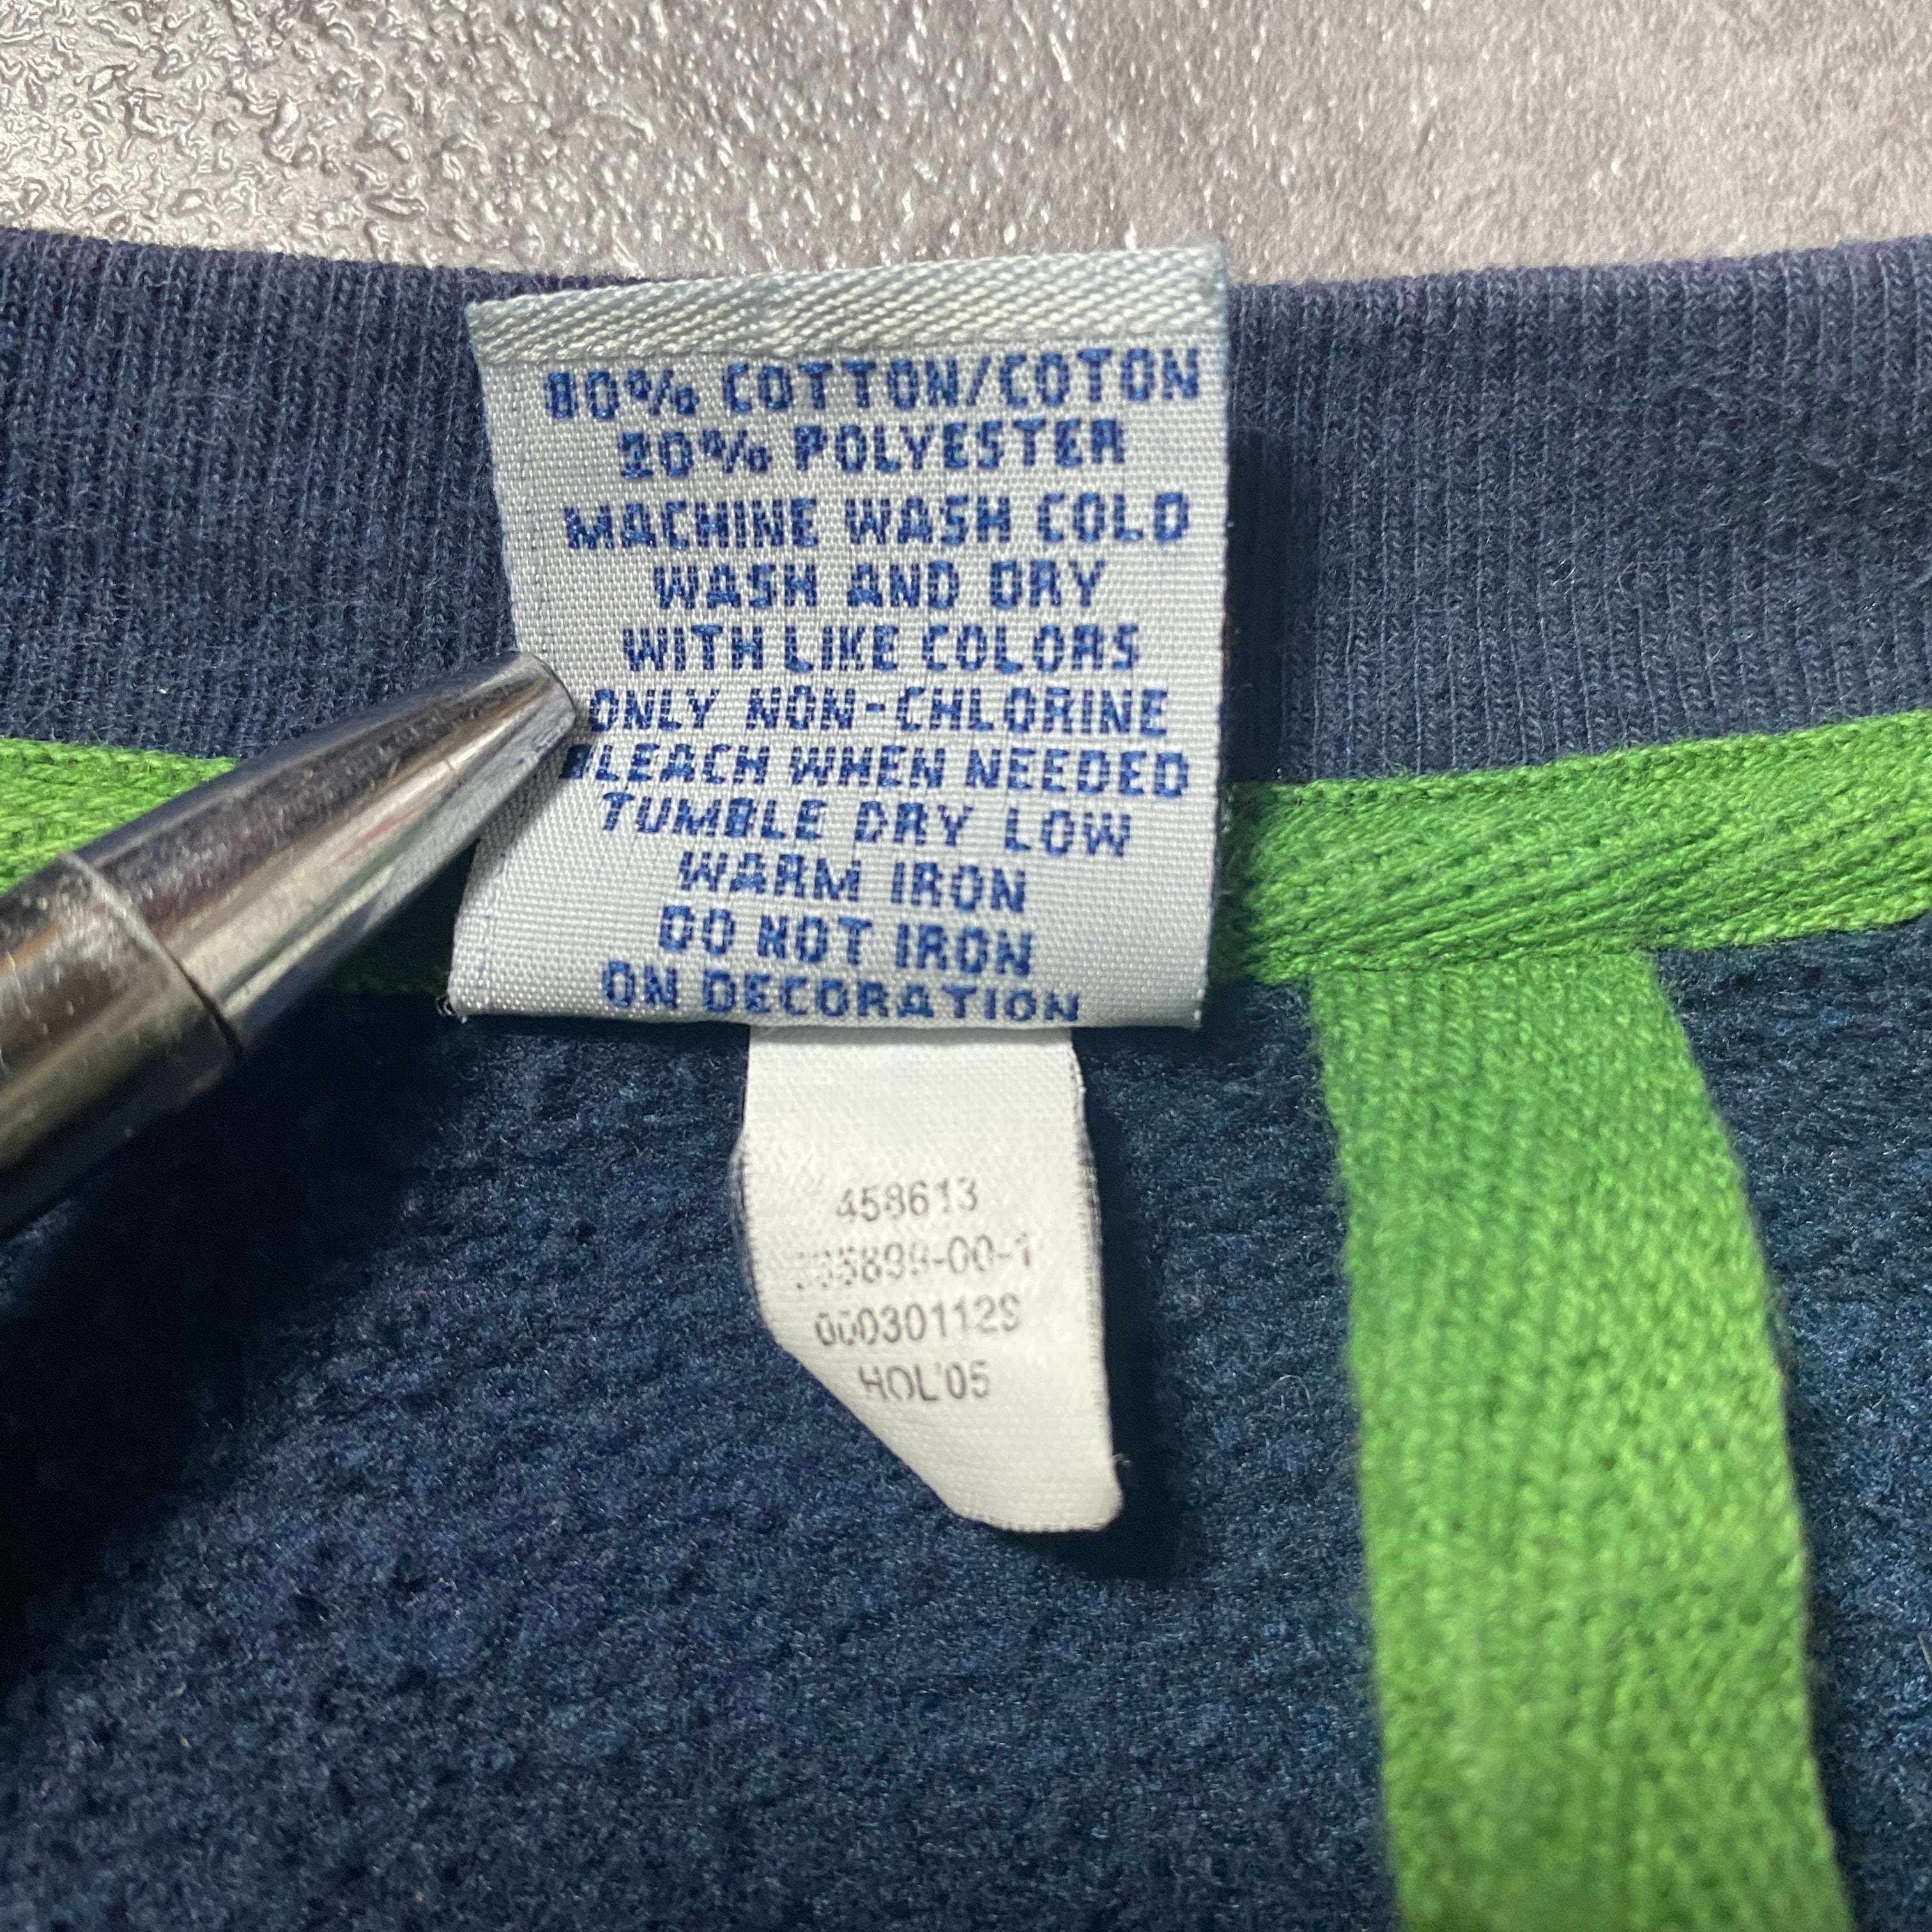 80% COTTON/COTON
20% POLYESTER
MACHINE WASH COLD
WASH AND DRY
WITH LIKE COLORS
ONLY NON-CHLORINE
BLEACH WHEN NEEDED
TUMBLE DRY LOW
WARM IRON
DO NOT IRON
ON DECORATION
458613
00030112S
HOL'05